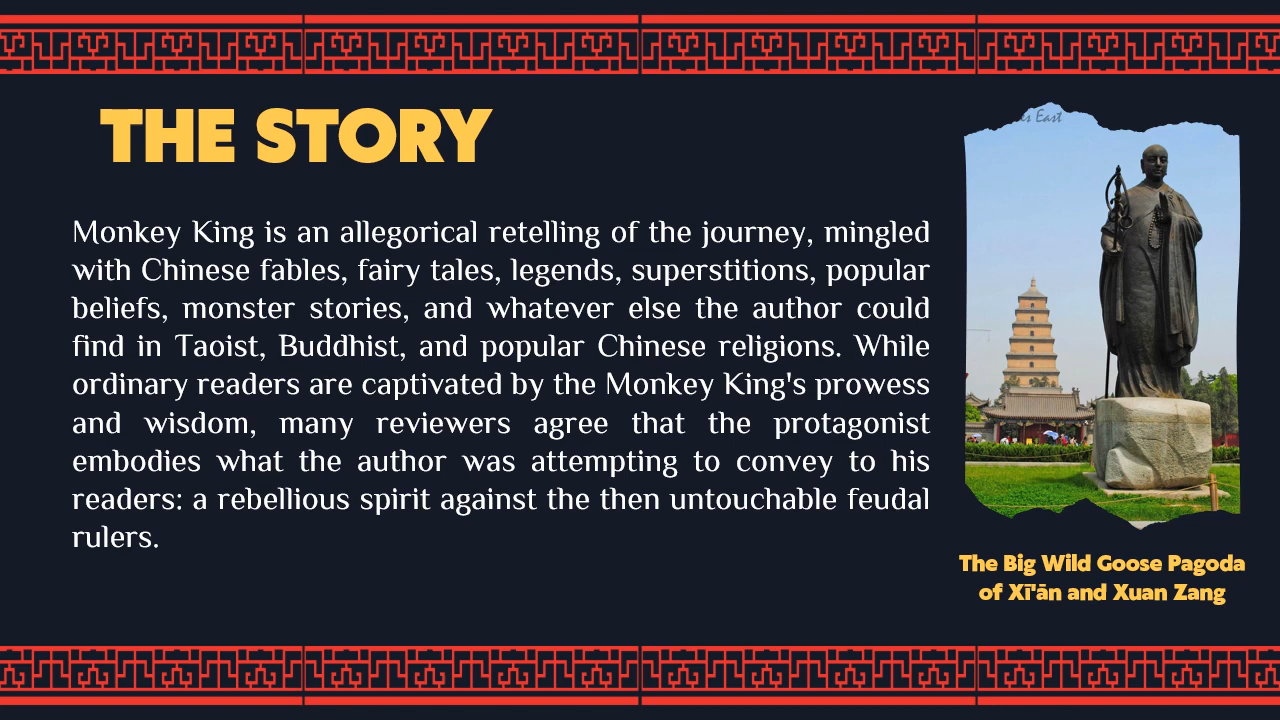 THE STORY
Monkey King is an allegorical retelling of the journey, mingled
with Chinese fables, fairy tales, legends, superstitions, popular
beliefs, monster stories, and whatever else the author could
find in Taoist, Buddhist, and popular Chinese religions. While
ordinary readers are captivated by the Monkey King's prowess
and wisdom, many reviewers agree that the protagonist
embodies what the author was attempting to convey to his
readers: a rebellious spirit against the then untouchable feudal
rulers.
East
The Big Wild Goose Pagoda
of Xī'ān and Xuan Zang